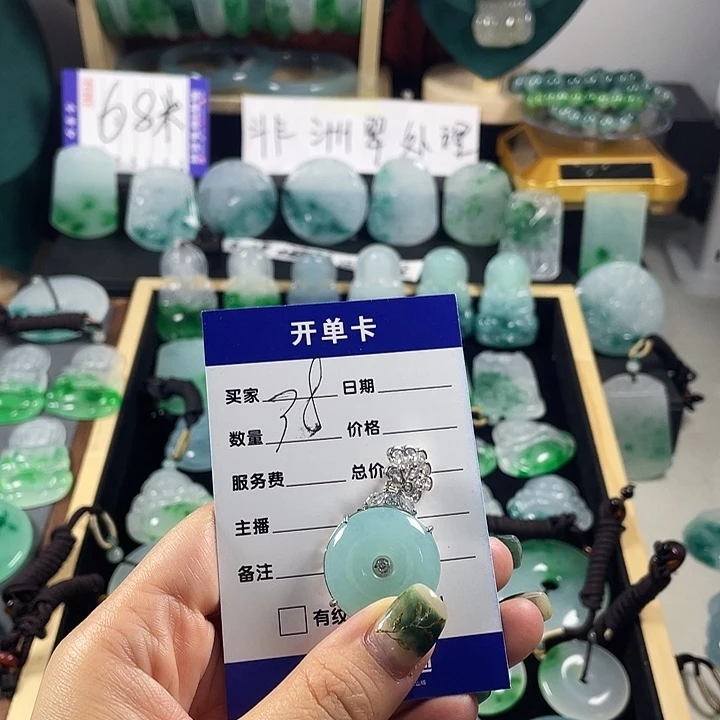 68米
非洲翠处理
开单卡
买家 38 日期
数量 价格
服务费 总价
主播
备注
有纹